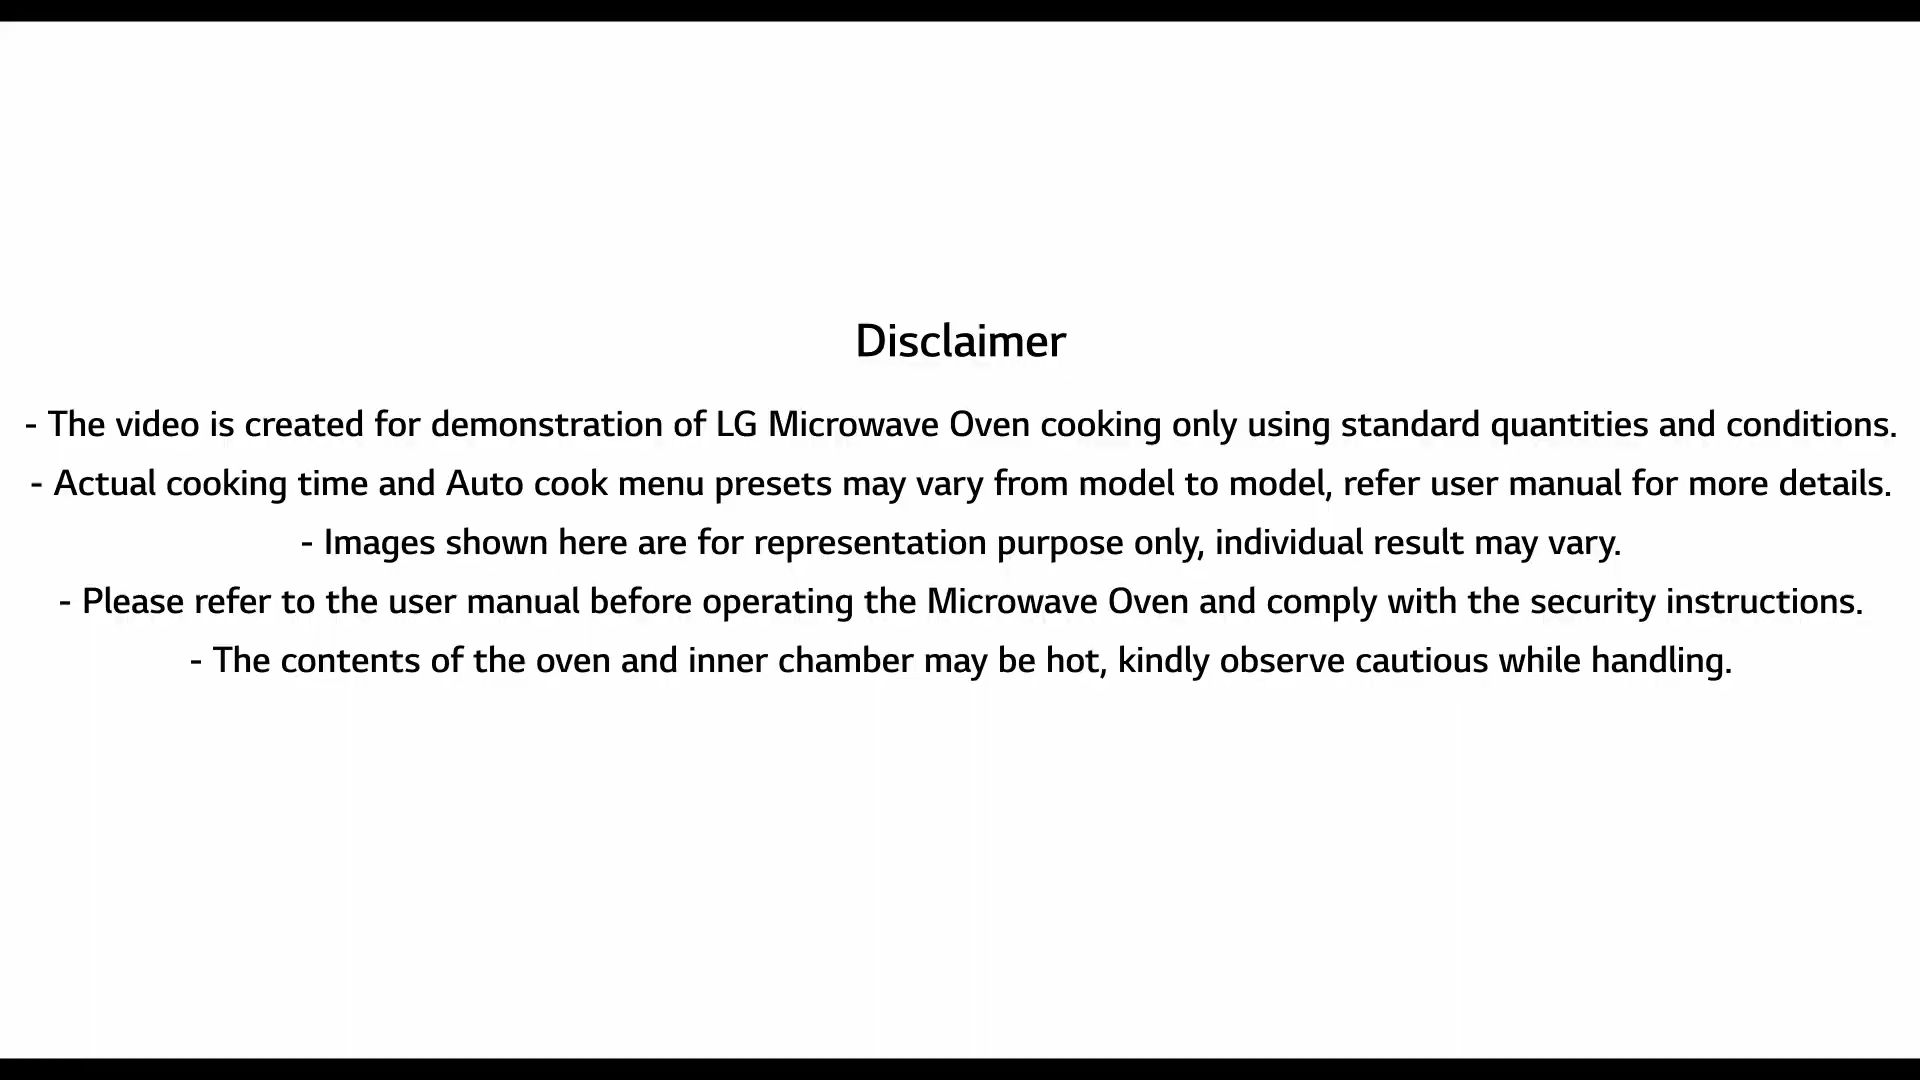 Disclaimer
- The video is created for demonstration of LG Microwave Oven cooking only using standard quantities and conditions.
- Actual cooking time and Auto cook menu presets may vary from model to model, refer user manual for more details.
- Images shown here are for representation purpose only, individual result may vary.
- Please refer to the user manual before operating the Microwave Oven and comply with the security instructions.
- The contents of the oven and inner chamber may be hot, kindly observe cautious while handling.